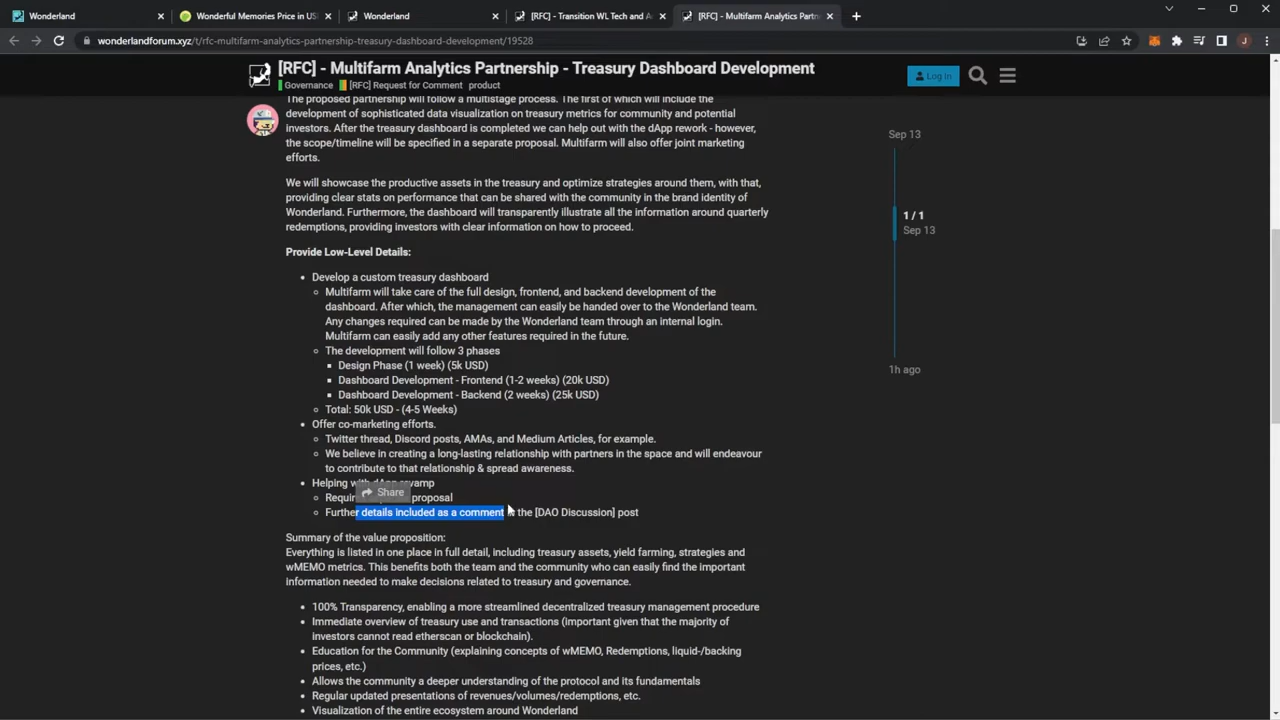 Wonderland
Wonderful Memories Price in US
Wonderland
[RFC] - Transition WL Tech and A
[RFC] - Multifarm Analytics Partn
wonderlandforum.xyz/t/rfc-multifarm-analytics-partnership-treasury-dashboard-development/19528
J
[RFC] - Multifarm Analytics Partnership - Treasury Dashboard Development
Governance [RFC] Request for Comment product
Log In
The proposed partnership will follow a multistage process. The first of which will include the
development of sophisticated data visualization on treasury metrics for community and potential
investors. After the treasury dashboard is completed we can help out with the dApp rework - however,
the scope/timeline will be specified in a separate proposal. Multifarm will also offer joint marketing
efforts.
Sep 13
1 / 1
Sep 13
1h ago
We will showcase the productive assets in the treasury and optimize strategies around them, with that,
providing clear stats on performance that can be shared with the community in the brand identity of
Wonderland. Furthermore, the dashboard will transparently illustrate all the information around quarterly
redemptions, providing investors with clear information on how to proceed.
Provide Low-Level Details:
Develop a custom treasury dashboard
Multifarm will take care of the full design, frontend, and backend development of the
dashboard. After which, the management can easily be handed over to the Wonderland team.
Any changes required can be made by the Wonderland team through an internal login.
Multifarm can easily add any other features required in the future.
The development will follow 3 phases
Design Phase (1 week) (5k USD)
Dashboard Development - Frontend (1-2 weeks) (20k USD)
Dashboard Development - Backend (2 weeks) (25k USD)
Total: 50k USD - (4-5 Weeks)
Offer co-marketing efforts.
Twitter thread, Discord posts, AMAs, and Medium Articles, for example.
We believe in creating a long-lasting relationship with partners in the space and will endeavour
to contribute to that relationship & spread awareness.
Helping with dApp revamp
Share
proposal
Further details included as a comment in the [DAO Discussion] post
Summary of the value proposition:
Everything is listed in one place in full detail, including treasury assets, yield farming, strategies and
wMEMO metrics. This benefits both the team and the community who can easily find the important
information needed to make decisions related to treasury and governance.
100% Transparency, enabling a more streamlined decentralized treasury management procedure
Immediate overview of treasury use and transactions (important given that the majority of
investors cannot read etherscan or blockchain).
Education for the Community (explaining concepts of wMEMO, Redemptions, liquid-/backing
prices, etc.)
Allows the community a deeper understanding of the protocol and its fundamentals
Regular updated presentations of revenues/volumes/redemptions, etc.
Visualization of the entire ecosystem around Wonderland